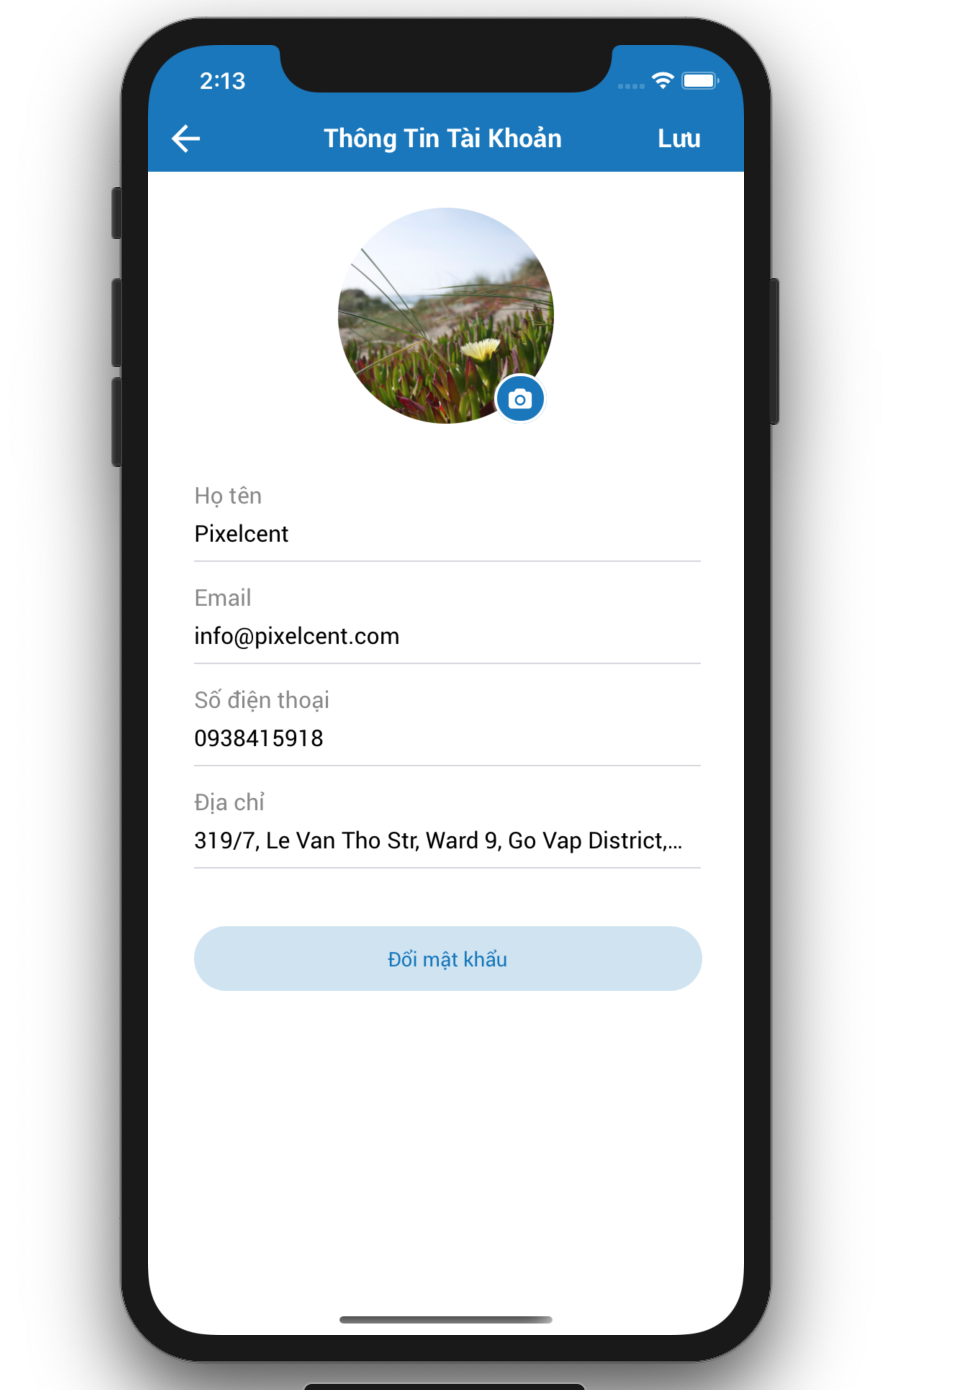 2:13
Thông Tin Tài Khoản
Lưu
Họ tên
Pixelcent
Email
info@pixelcent.com
Số điện thoại
0938415918
Địa chỉ
319/7, Le Van Tho Str, Ward 9, Go Vap District,...
Đổi mật khẩu